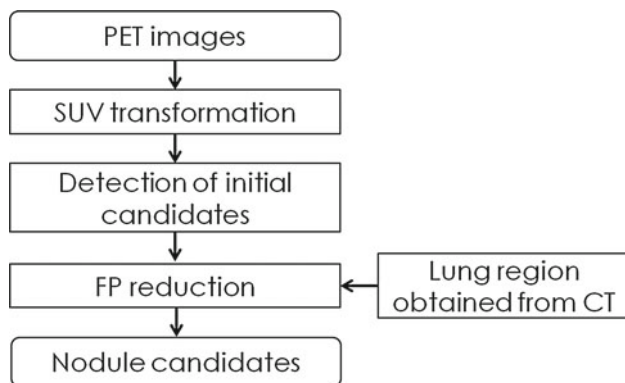 PET images
SUV transformation
Detection of initial
candidates
FP reduction
Lung region
obtained from CT
Nodule candidates